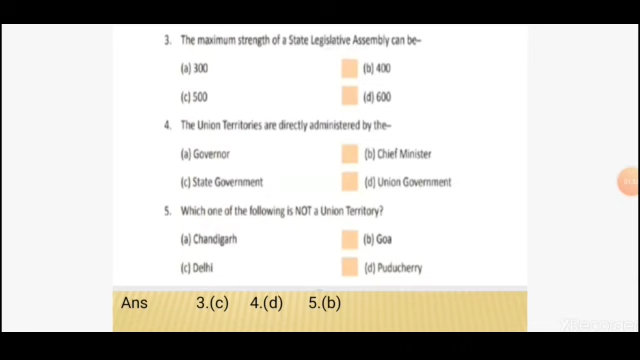 3. The maximum strength of a State Legislative Assembly can be–
(a) 300 (b) 400
(c) 500 (d) 600
4. The Union Territories are directly administered by the–
(a) Governor (b) Chief Minister
(c) State Government (d) Union Government
5. Which one of the following is NOT a Union Territory?
(a) Chandigarh (b) Goa
(c) Delhi (d) Puducherry
Ans 3.(c) 4.(d) 5.(b)